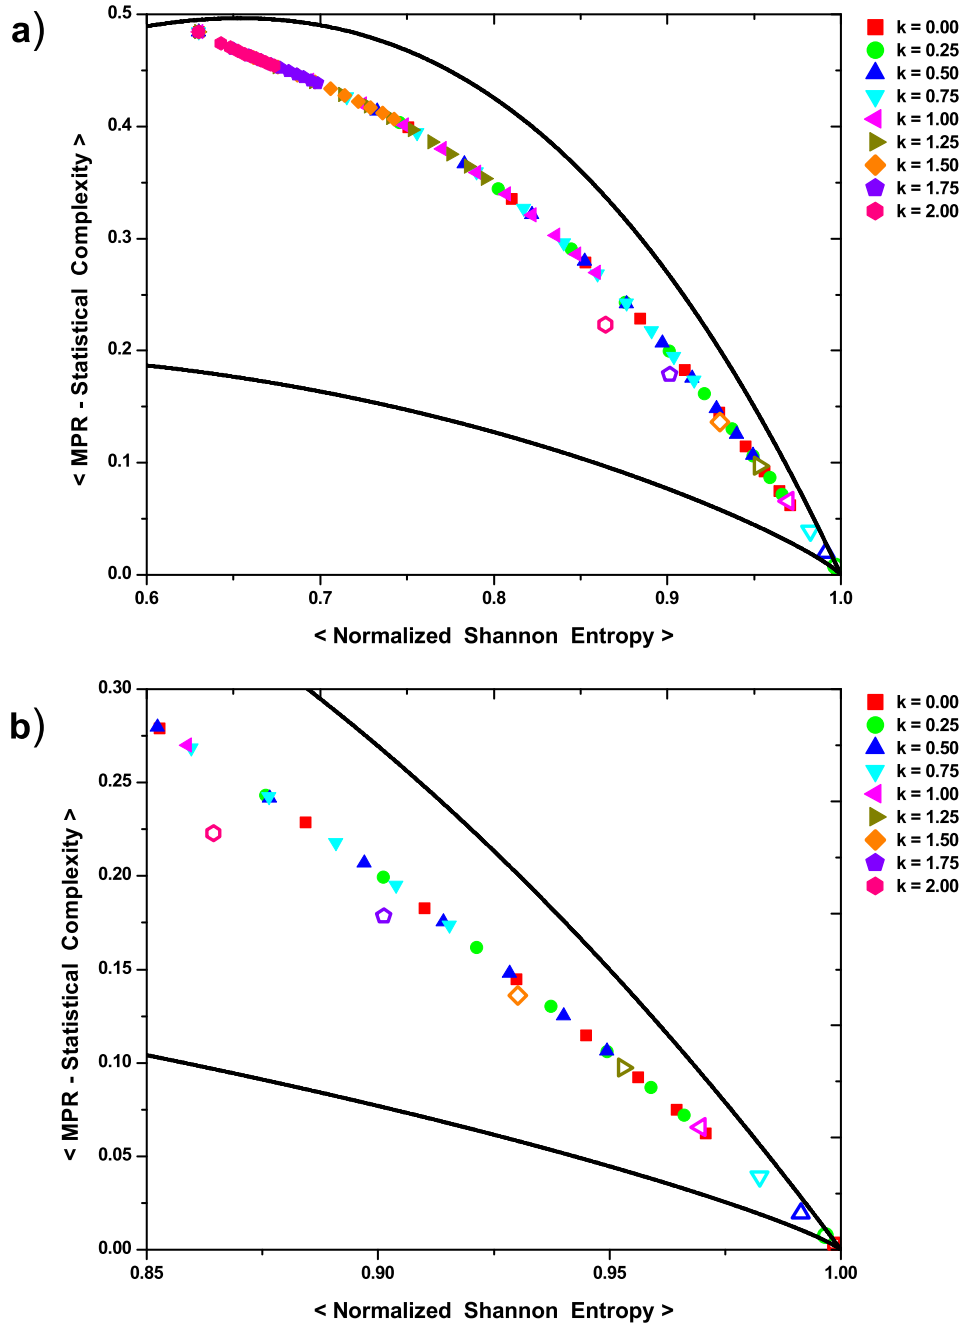 a)
< MPR - Statistical Complexity >
0.5
0.4
0.3
0.2
0.1
0.0
0.6
0.7
0.8
0.9
1.0
< Normalized Shannon Entropy >
k = 0.00
k = 0.25
k = 0.50
k = 0.75
k = 1.00
k = 1.25
k = 1.50
k = 1.75
k = 2.00
b)
< MPR - Statistical Complexity >
0.30
0.25
0.20
0.15
0.10
0.05
0.00
0.85
0.90
0.95
1.00
< Normalized Shannon Entropy >
k = 0.00
k = 0.25
k = 0.50
k = 0.75
k = 1.00
k = 1.25
k = 1.50
k = 1.75
k = 2.00